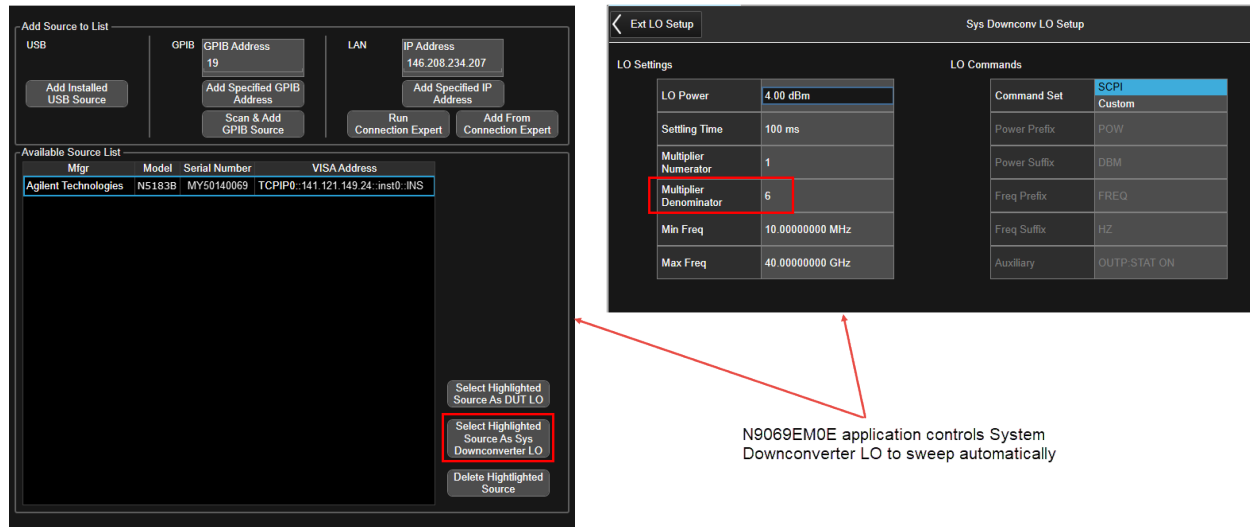 Add Source to List
USB
GPIB
GPIB Address
19
LAN
IP Address
146.208.234.207
Add Installed
USB Source
Add Specified GPIB
Address
Add Specified IP
Address
Scan & Add
GPIB Source
Run
Connection Expert
Add From
Connection Expert
Available Source List
Mfgr Model Serial Number VISA Address
Agilent Technologies N5183B MY50140069 TCPIP0::141.121.149.24::inst0::INS
Select Highlighted
Source As DUT LO
Select Highlighted
Source As Sys
Downconverter LO
Delete Hightlighted
Source
Ext LO Setup
Sys Downconv LO Setup
LO Settings
LO Power 4.00 dBm
Settling Time 100 ms
Multiplier
Numerator
1
Multiplier
Denominator
6
Min Freq 10.00000000 MHz
Max Freq 40.00000000 GHz
LO Commands
Command Set
SCPI
Custom
Power Prefix POW
Power Suffix DBM
Freq Prefix FREQ
Freq Suffix HZ
Auxiliary OUTP:STAT ON
N9069EM0E application controls System
Downconverter LO to sweep automatically